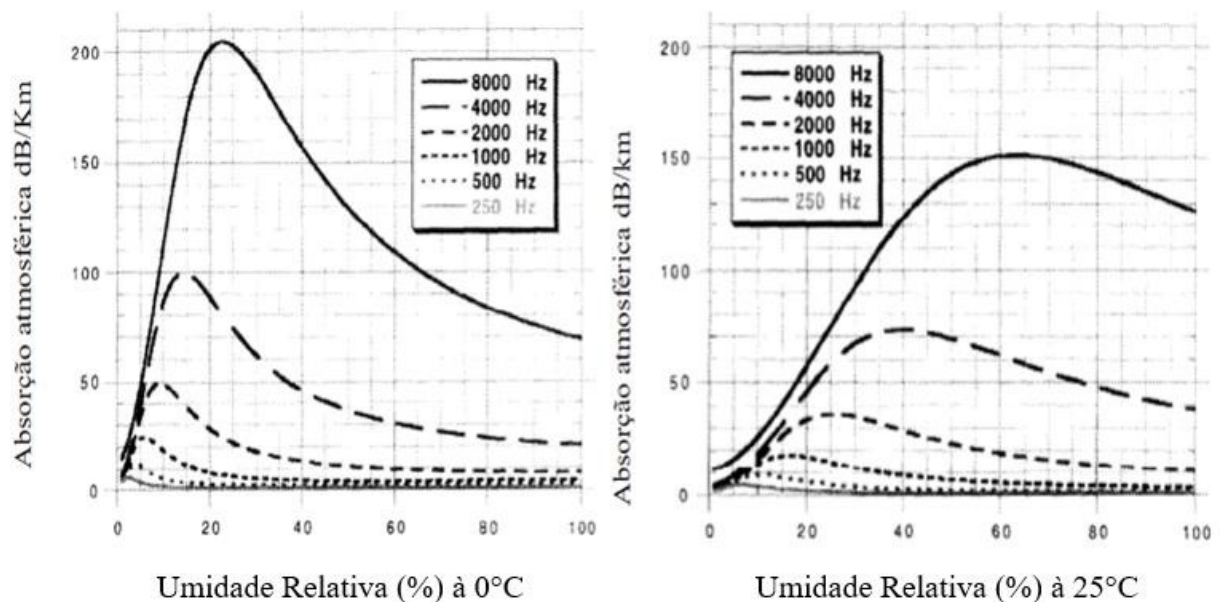 Absorção atmosférica dB/Km
200
150
100
50
0
8000 Hz
4000 Hz
2000 Hz
1000 Hz
500 Hz
250 Hz
0 20 40 60 80 100
Umidade Relativa (%) à 0°C
Absorção atmosférica dB/km
200
150
100
50
0
8000 Hz
4000 Hz
2000 Hz
1000 Hz
500 Hz
250 Hz
0 20 40 60 80 100
Umidade Relativa (%) à 25°C